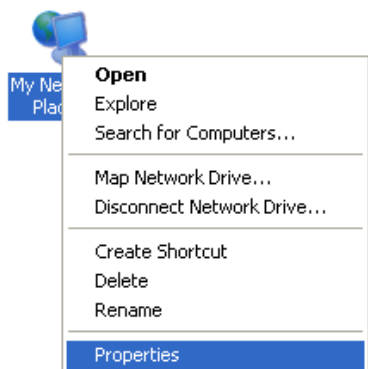 My Ne
Plac
Open
Explore
Search for Computers...
Map Network Drive...
Disconnect Network Drive...
Create Shortcut
Delete
Rename
Properties